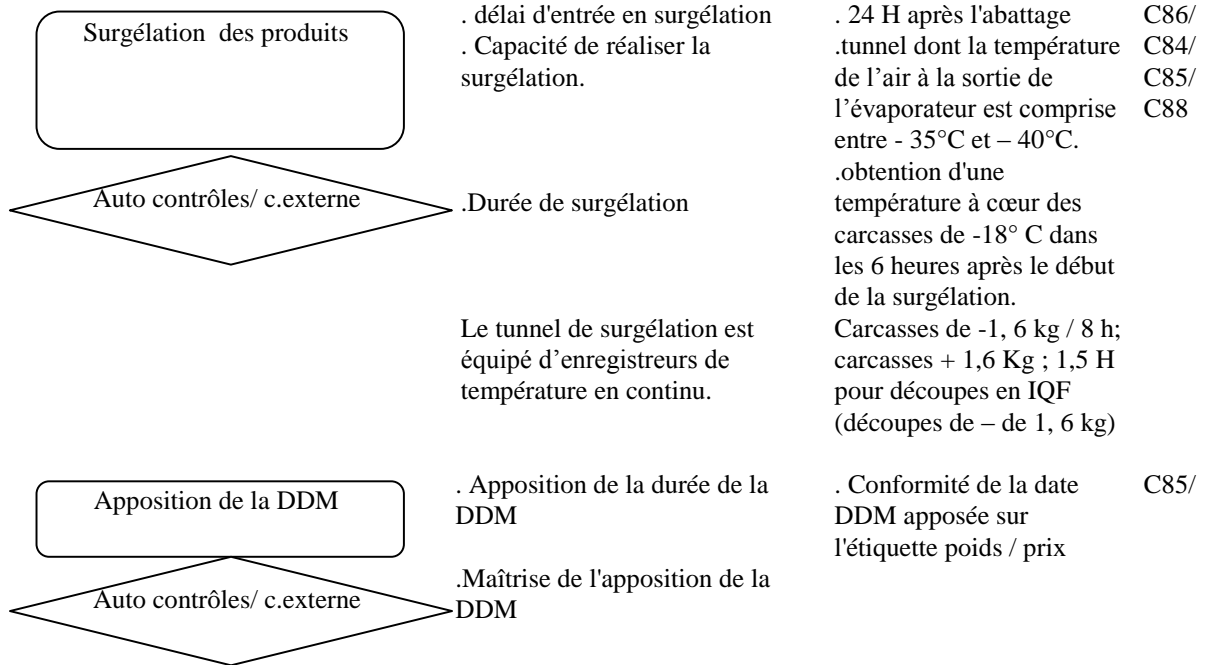 Surgélation  des produits
Auto contrôles/ c.externe
. délai d'entrée en surgélation
. Capacité de réaliser la
surgélation.
.Durée de surgélation
Le tunnel de surgélation est
équipé d’enregistreurs de
température en continu.
. 24 H après l'abattage
.tunnel dont la température
de l’air à la sortie de
l’évaporateur est comprise
entre - 35°C et – 40°C.
.obtention d'une
température à cœur des
carcasses de -18° C dans
les 6 heures après le début
de la surgélation.
Carcasses de -1, 6 kg / 8 h;
carcasses + 1,6 Kg ; 1,5 H
pour découpes en IQF
(découpes de – de 1, 6 kg)
C86/
C84/
C85/
C88
Apposition de la DDM
Auto contrôles/ c.externe
. Apposition de la durée de la
DDM
.Maîtrise de l'apposition de la
DDM
. Conformité de la date
DDM apposée sur
l'étiquette poids / prix
C85/